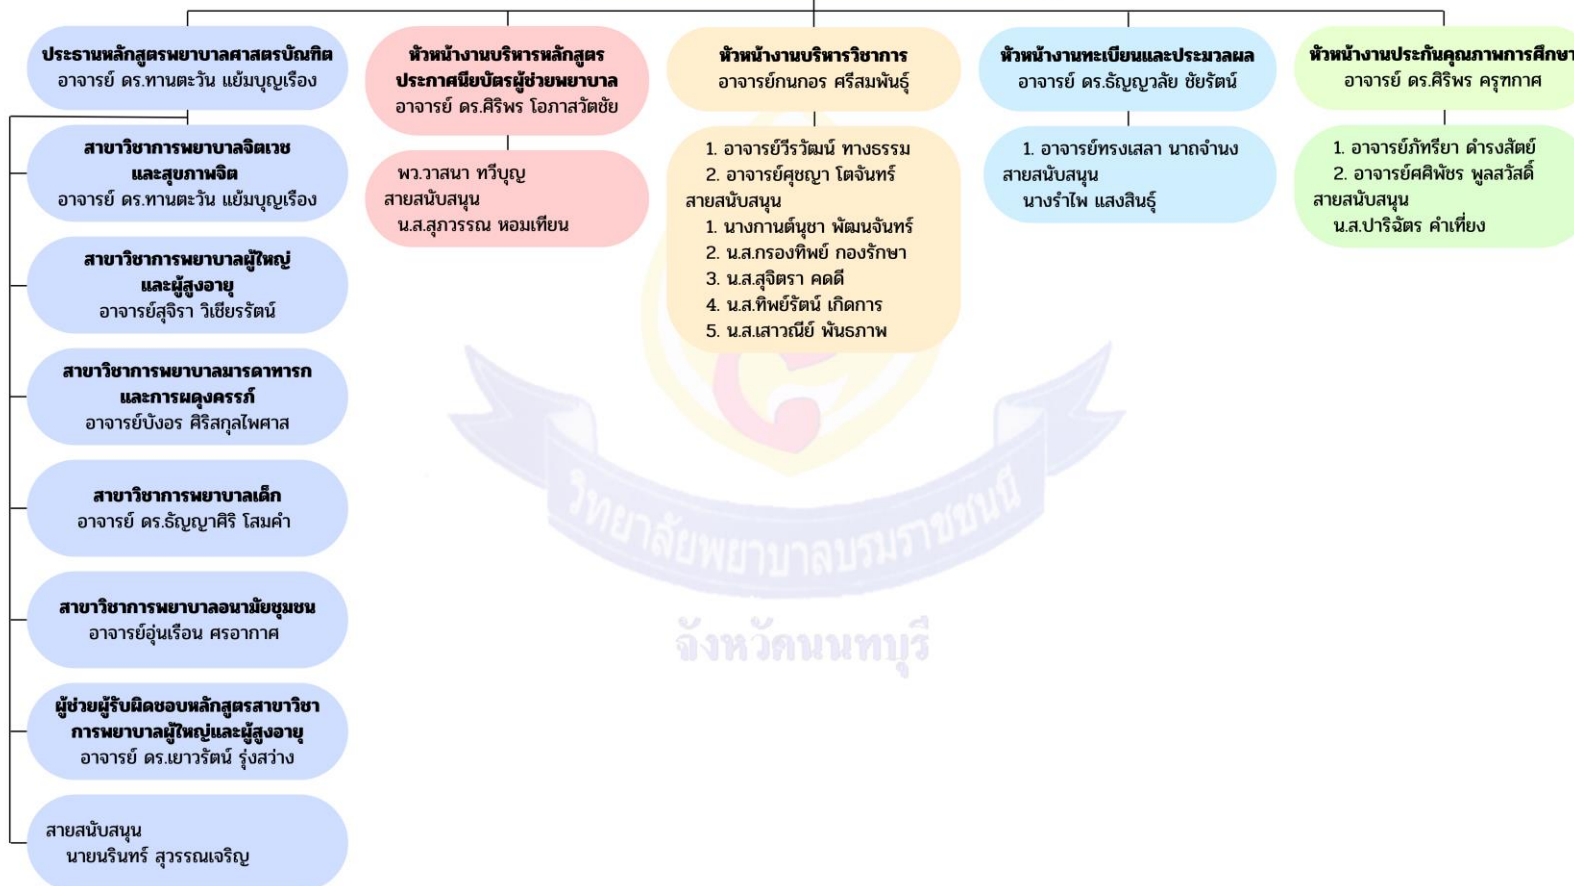 ประธานหลักสูตรพยาบาลศาสตรบัณฑิต
อาจารย์ ดร.ทานตะวัน แย้มบุญเรือง
สาขาวิชาการพยาบาลจิตเวช
และสุขภาพจิต
อาจารย์ ดร.ทานตะวัน แย้มบุญเรือง
สาขาวิชาการพยาบาลผู้ใหญ่
และผู้สูงอายุ
อาจารย์สุจิรา วิเชียรรัตน์
สาขาวิชาการพยาบาลมารดาทารก
และการผดุงครรภ์
อาจารย์บังอร ศิริสกุลไพศาส
สาขาวิชาการพยาบาลเด็ก
อาจารย์ ดร.ธัญญาศิริ โสมคำ
สาขาวิชาการพยาบาลอนามัยชุมชน
อาจารย์อุ่นเรือน ศรอากาศ
ผู้ช่วยผู้รับผิดชอบหลักสูตรสาขาวิชา
การพยาบาลผู้ใหญ่และผู้สูงอายุ
อาจารย์ ดร.เยาวรัตน์ รุ่งสว่าง
สายสนับสนุน
นายนรินทร์ สุวรรณเจริญ
หัวหน้างานบริหารหลักสูตร
ประกาศนียบัตรผู้ช่วยพยาบาล
อาจารย์ ดร.ศิริพร โอภาสวัตชัย
พว.วาสนา ทวีบุญ
สายสนับสนุน
น.ส.สุภวรรณ หอมเทียน
หัวหน้างานบริหารวิชาการ
อาจารย์กนกอร ศรีสมพันธุ์
1. อาจารย์วีรวัฒน์ ทางธรรม
2. อาจารย์ศุชญา โตจันทร์
สายสนับสนุน
1. นางกานต์นุชา พัฒนจันทร์
2. น.ส.กรองทิพย์ กองรักษา
3. น.ส.สุจิตรา คดดี
4. น.ส.ทิพย์รัตน์ เกิดการ
5. น.ส.เสาวณีย์ พันธภาพ
หัวหน้างานทะเบียนและประมวลผล
อาจารย์ ดร.ธัญญวลัย ชัยรัตน์
1. อาจารย์ทรงเสลา นาถจำนง
สายสนับสนุน
นางรำไพ แสงสินธุ์
หัวหน้างานประกันคุณภาพการศึกษา
อาจารย์ ดร.ศิริพร ครุฑกาศ
1. อาจารย์ภัทรียา ดำรงสัตย์
2. อาจารย์ศศิพัชร พูลสวัสดิ์
สายสนับสนุน
น.ส.ปาริฉัตร คำเที่ยง
วิทยาลัยพยาบาลบรมราชชนนี
จังหวัดนนทบุรี